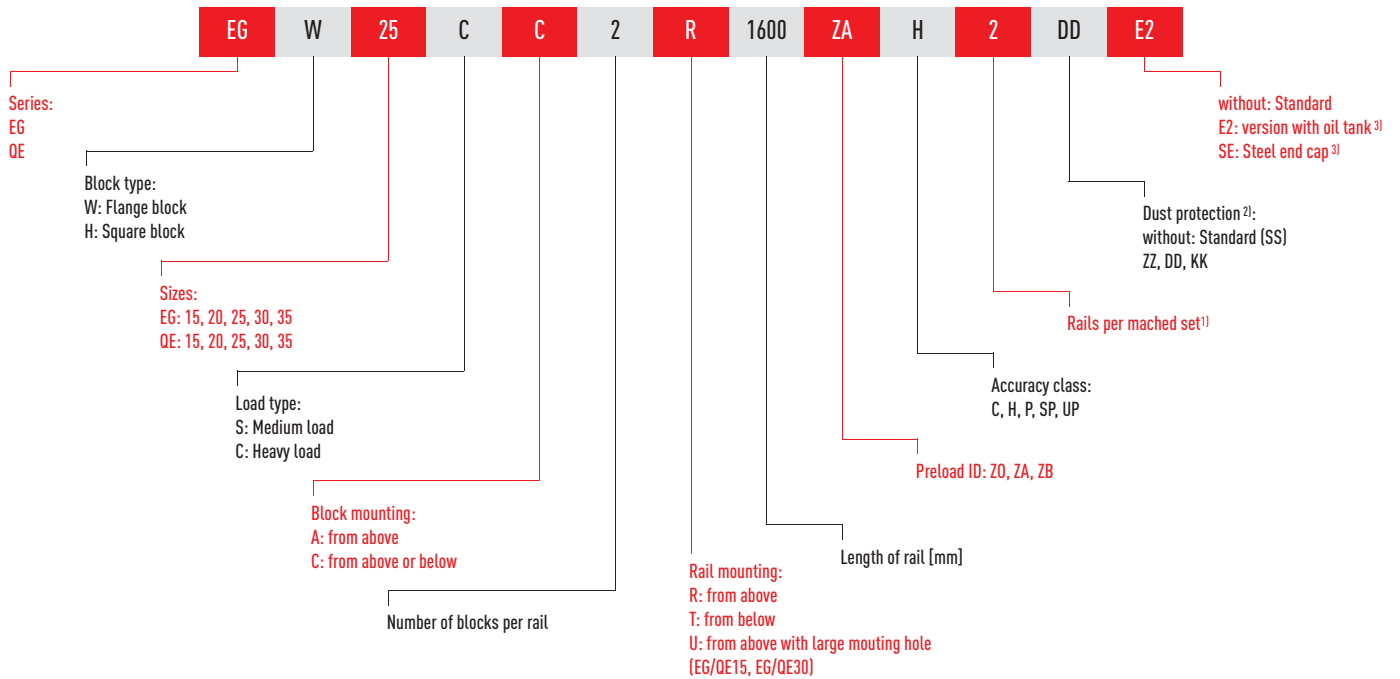 EG W 25 C C 2 R 1600 ZA H 2 DD E2
Series:
EG
QE
Block type:
W: Flange block
H: Square block
Sizes:
EG: 15, 20, 25, 30, 35
QE: 15, 20, 25, 30, 35
Load type:
S: Medium load
C: Heavy load
Block mounting:
A: from above
C: from above or below
Number of blocks per rail
Rail mounting:
R: from above
T: from below
U: from above with large mouting hole
(EG/QE15, EG/QE30)
Length of rail [mm]
Preload ID: Z0, ZA, ZB
Accuracy class:
C, H, P, SP, UP
Rails per mached set1)
Dust protection 2):
without: Standard (SS)
ZZ, DD, KK
without: Standard
E2: version with oil tank 3)
SE: Steel end cap 3)